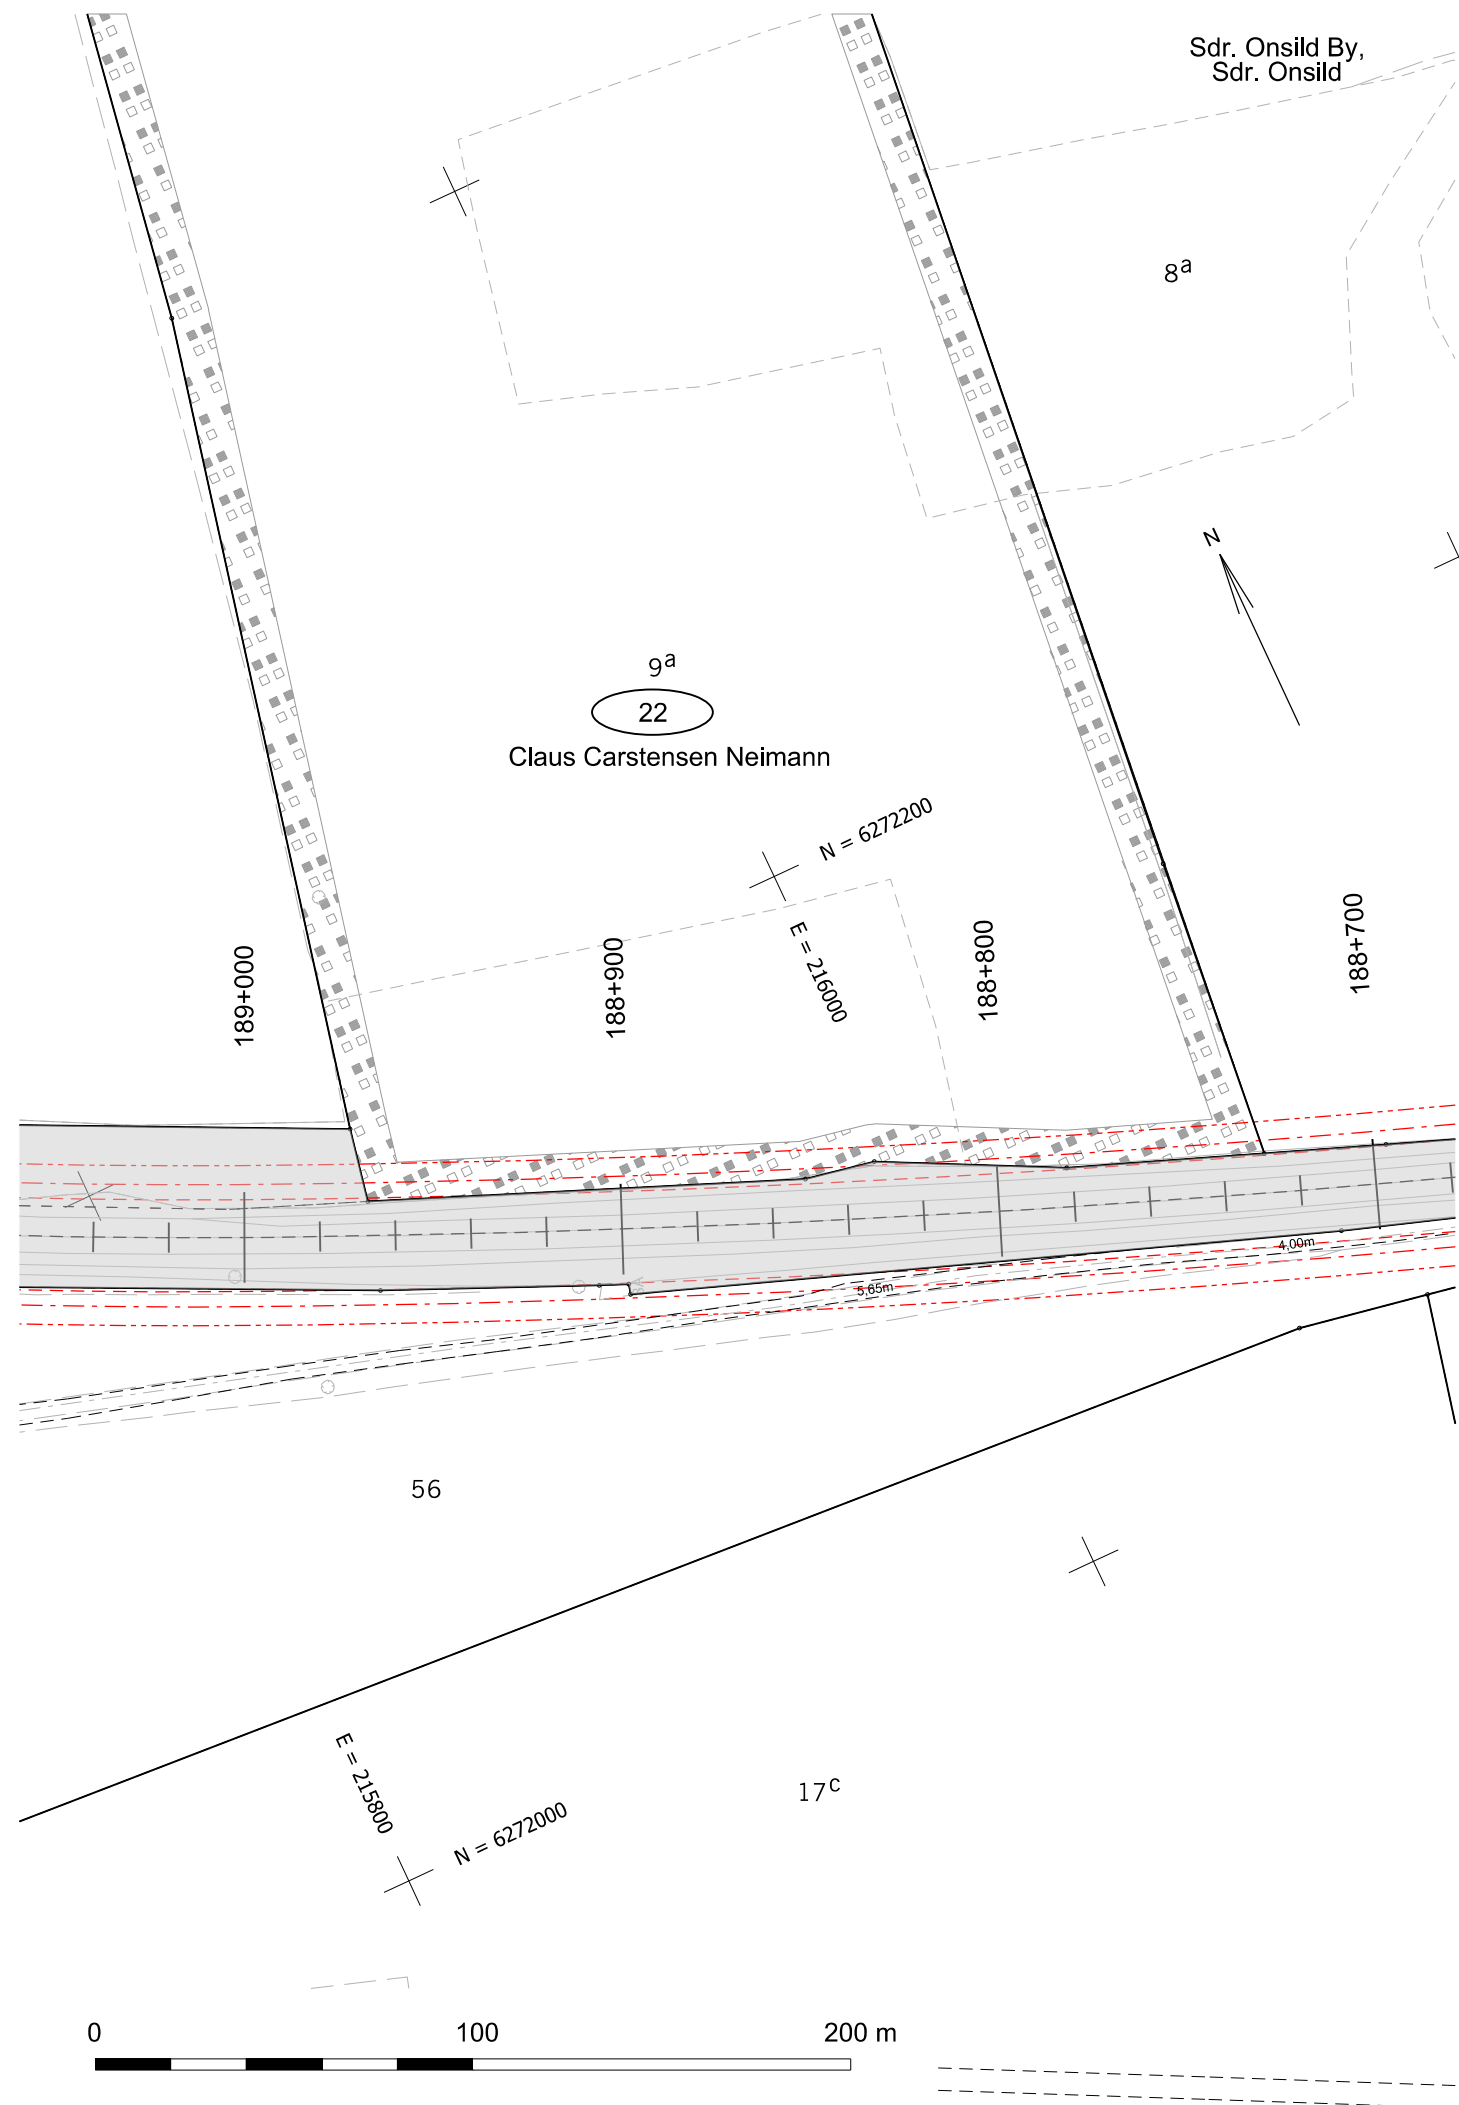 Sdr. Onsild By,
Sdr. Onsild
8a
N
9a
22
Claus Carstensen Neimann
N = 6272200
E = 216000
189+000
188+900
188+800
188+700
4,00m
5,65m
56
E = 215800
N = 6272000
17c
0 100 200 m